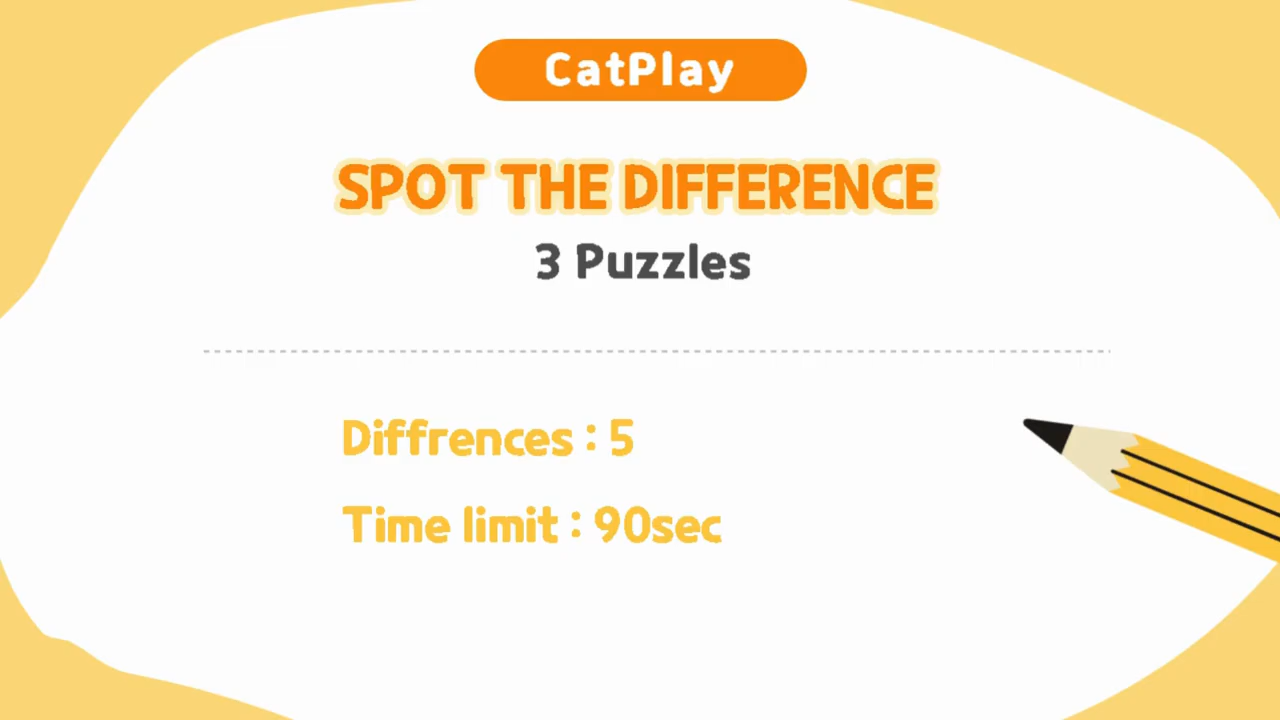 CatPlay
SPOT THE DIFFERENCE
3 Puzzles
Diffrences : 5
Time limit : 90sec